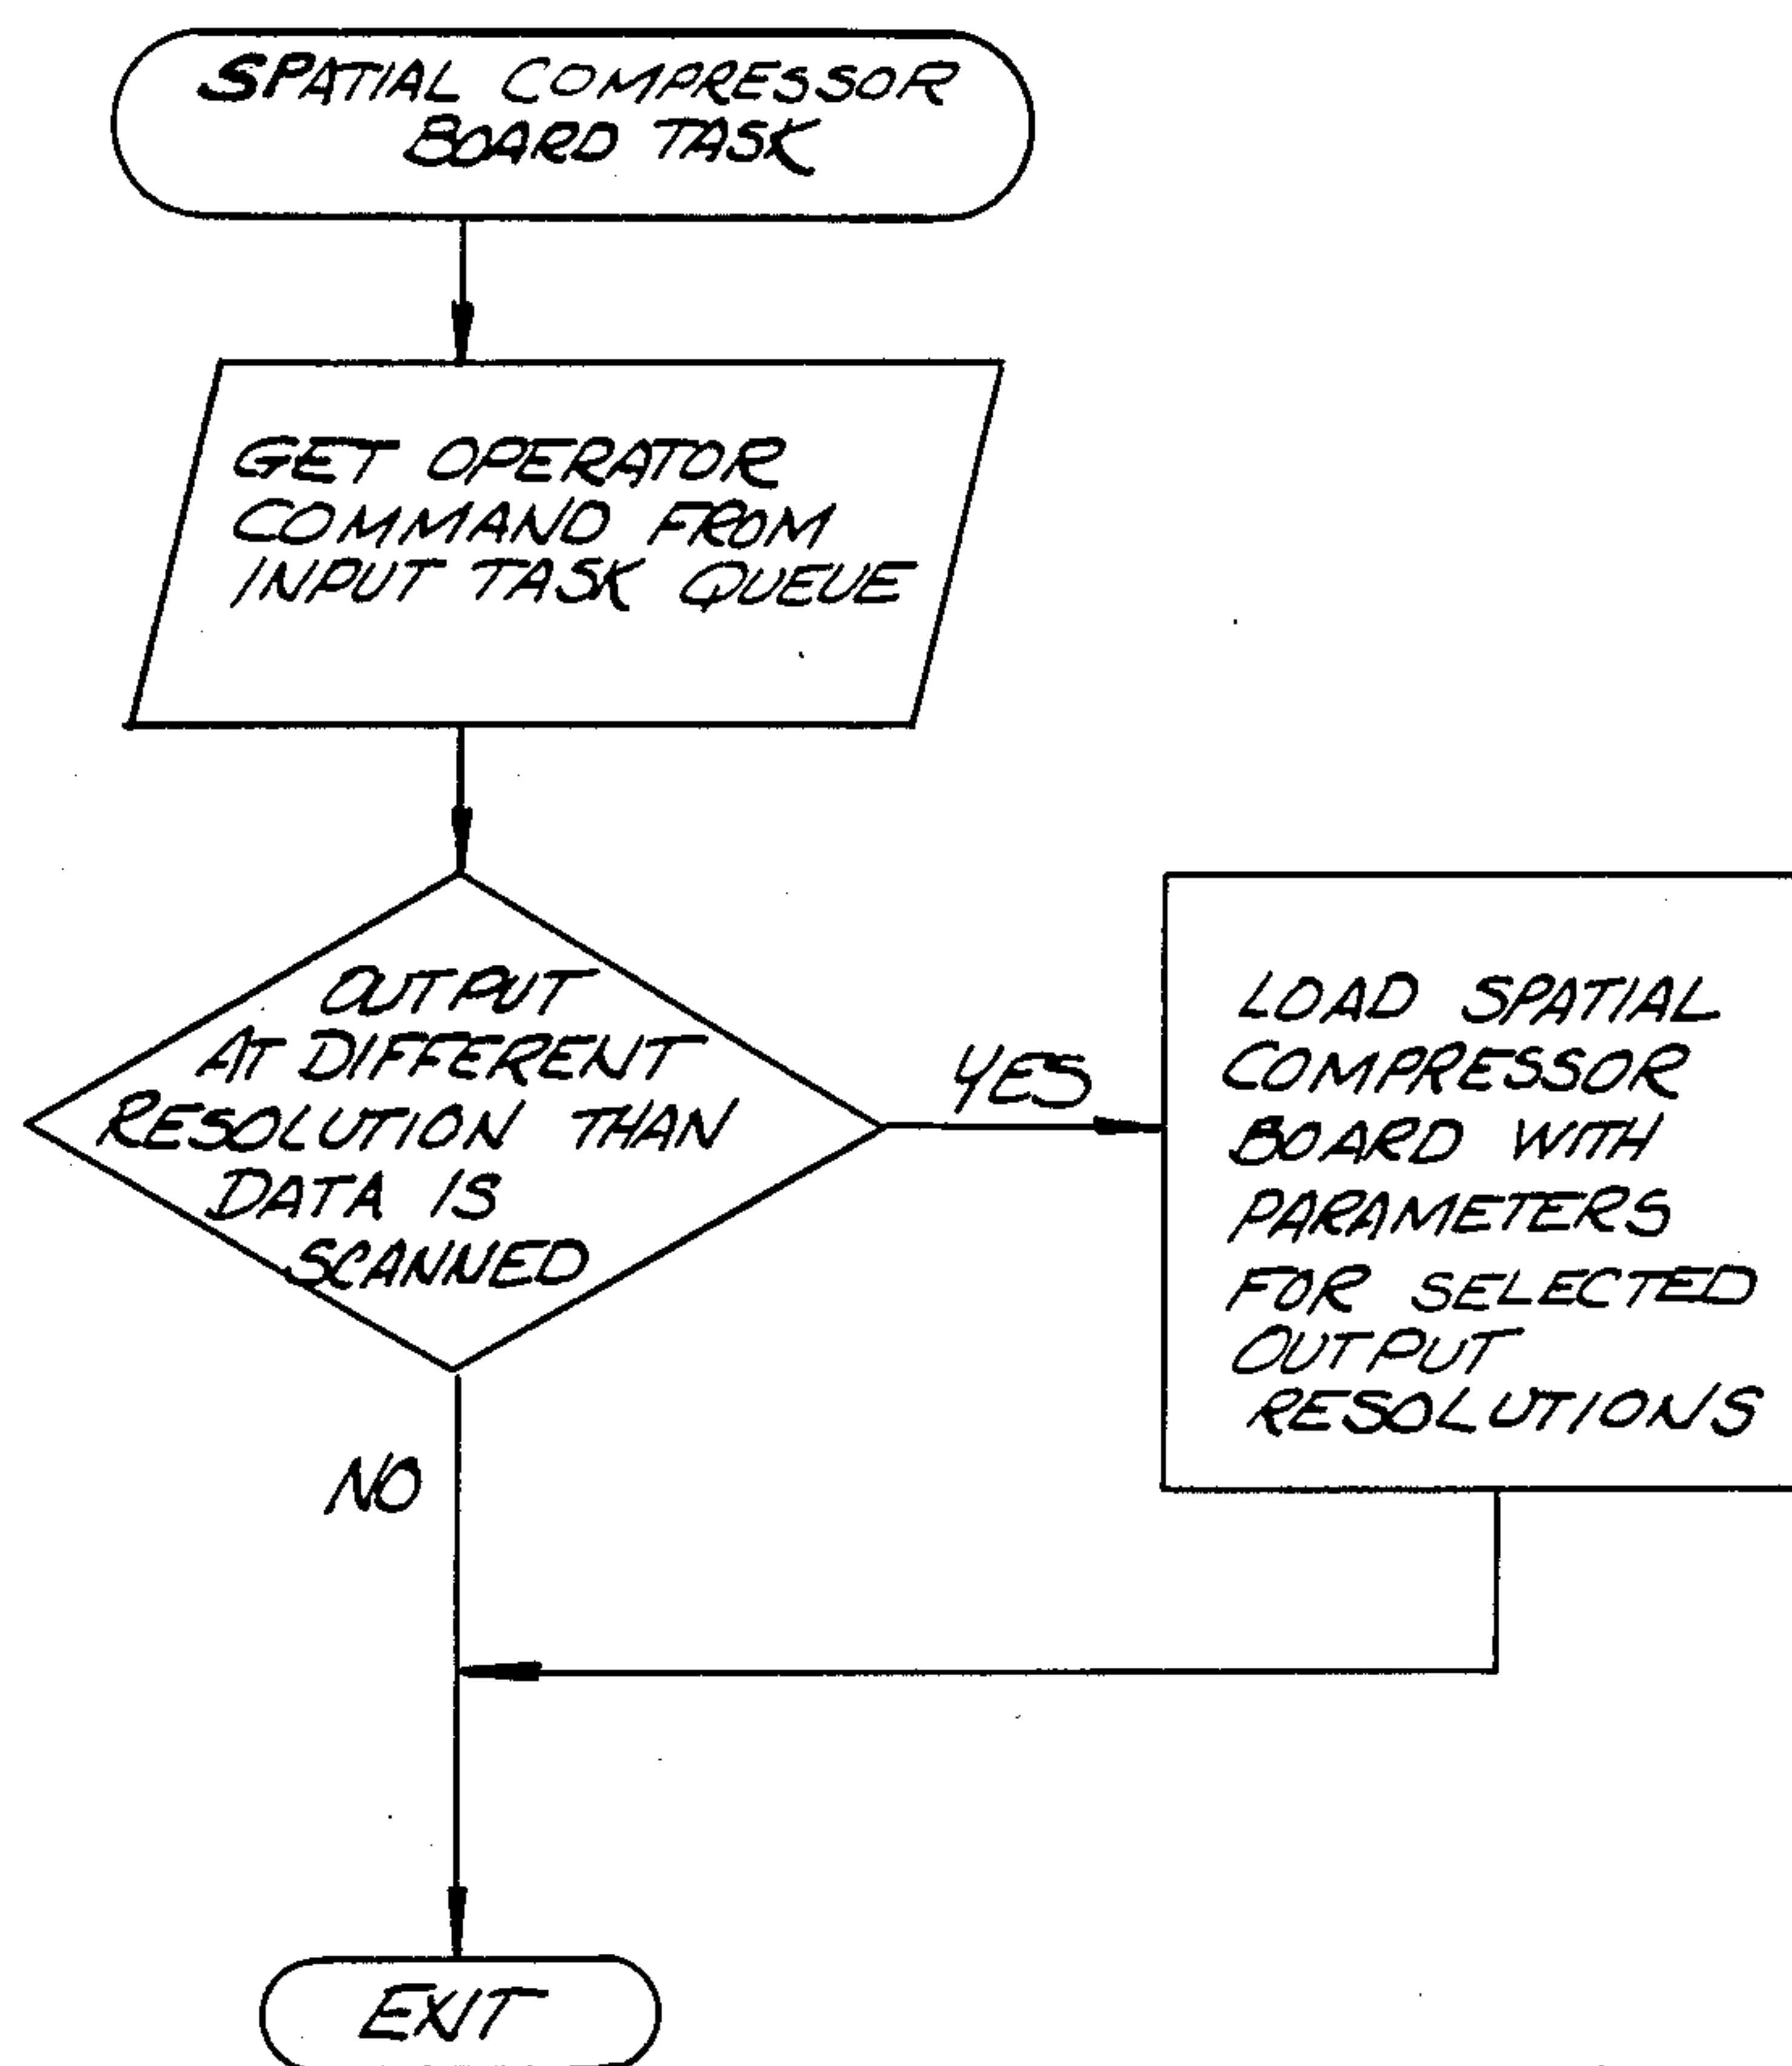 SPATIAL COMPRESSOR
BOARD TASK
GET OPERATOR
COMMAND FROM
INPUT TASK QUEUE
OUTPUT
AT DIFFERENT
RESOLUTION THAN
DATA IS
SCANNED
YES
LOAD SPATIAL
COMPRESSOR
BOARD WITH
PARAMETERS
FOR SELECTED
OUTPUT
RESOLUTIONS
NO
EXIT